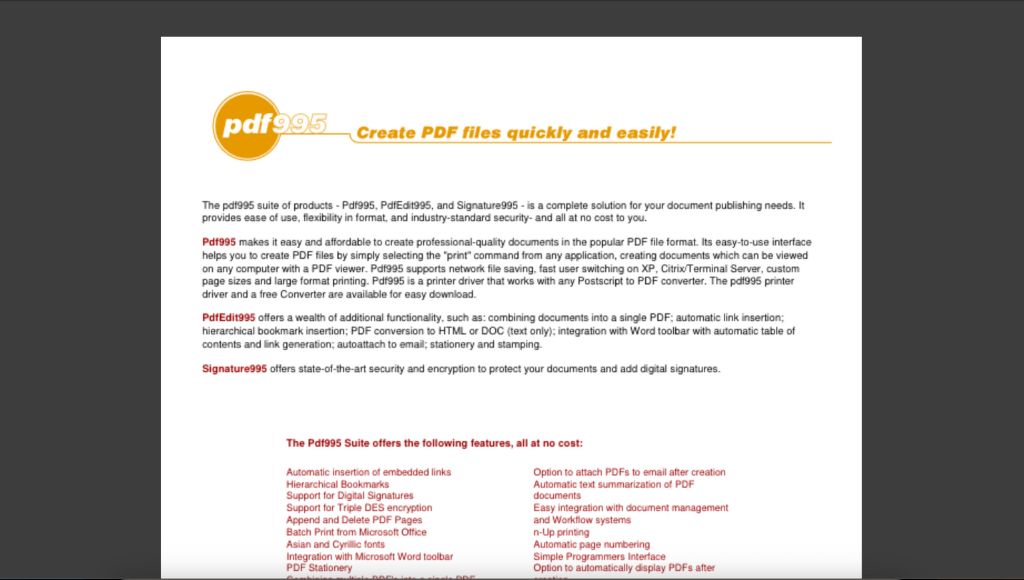 pdf995
Create PDF files quickly and easily!
The pdf995 suite of products - Pdf995, PdfEdit995, and Signature995 - is a complete solution for your document publishing needs. It
provides ease of use, flexibility in format, and industry-standard security- and all at no cost to you.
Pdf995 makes it easy and affordable to create professional-quality documents in the popular PDF file format. Its easy-to-use interface
helps you to create PDF files by simply selecting the "print" command from any application, creating documents which can be viewed
on any computer with a PDF viewer. Pdf995 supports network file saving, fast user switching on XP, Citrix/Terminal Server, custom
page sizes and large format printing. Pdf995 is a printer driver that works with any Postscript to PDF converter. The pdf995 printer
driver and a free Converter are available for easy download.
PdfEdit995 offers a wealth of additional functionality, such as: combining documents into a single PDF; automatic link insertion;
hierarchical bookmark insertion; PDF conversion to HTML or DOC (text only); integration with Word toolbar with automatic table of
contents and link generation; autoattach to email; stationery and stamping.
Signature995 offers state-of-the-art security and encryption to protect your documents and add digital signatures.
The Pdf995 Suite offers the following features, all at no cost:
Automatic insertion of embedded links
Hierarchical Bookmarks
Support for Digital Signatures
Support for Triple DES encryption
Append and Delete PDF Pages
Batch Print from Microsoft Office
Asian and Cyrillic fonts
Integration with Microsoft Word toolbar
PDF Stationery
Combining multiple PDF's into a single PDF
Option to attach PDFs to email after creation
Automatic text summarization of PDF
documents
Easy integration with document management
and Workflow systems
n-Up printing
Automatic page numbering
Simple Programmers Interface
Option to automatically display PDFs after
creation